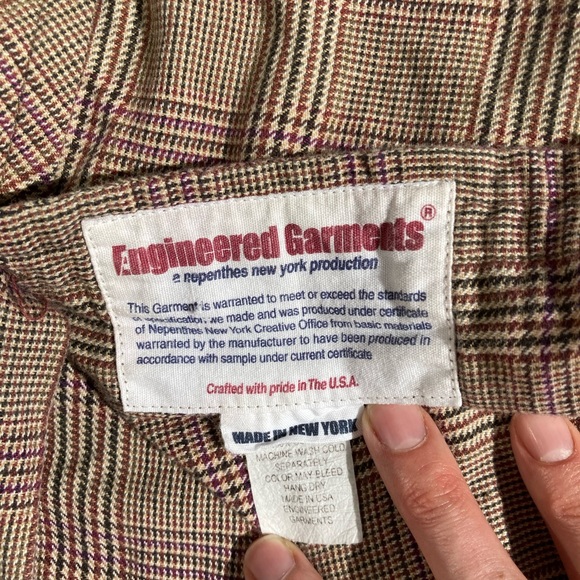 Engineered Garments®
a nepenthes new york production
This Garment is warranted to meet or exceed the standards
specification, we made and was produced under certificate
of Nepenthes New York Creative Office from basic materials
warranted by the manufacturer to have been produced in
accordance with sample under current certificate
Crafted with pride in The U.S.A.
MADE IN NEW YORK
MACHINE WASH COLD
SEPARATELY
COLOR MAY BLEED
HANG DRY
MADE IN USA
ENGINEERED
GARMENTS